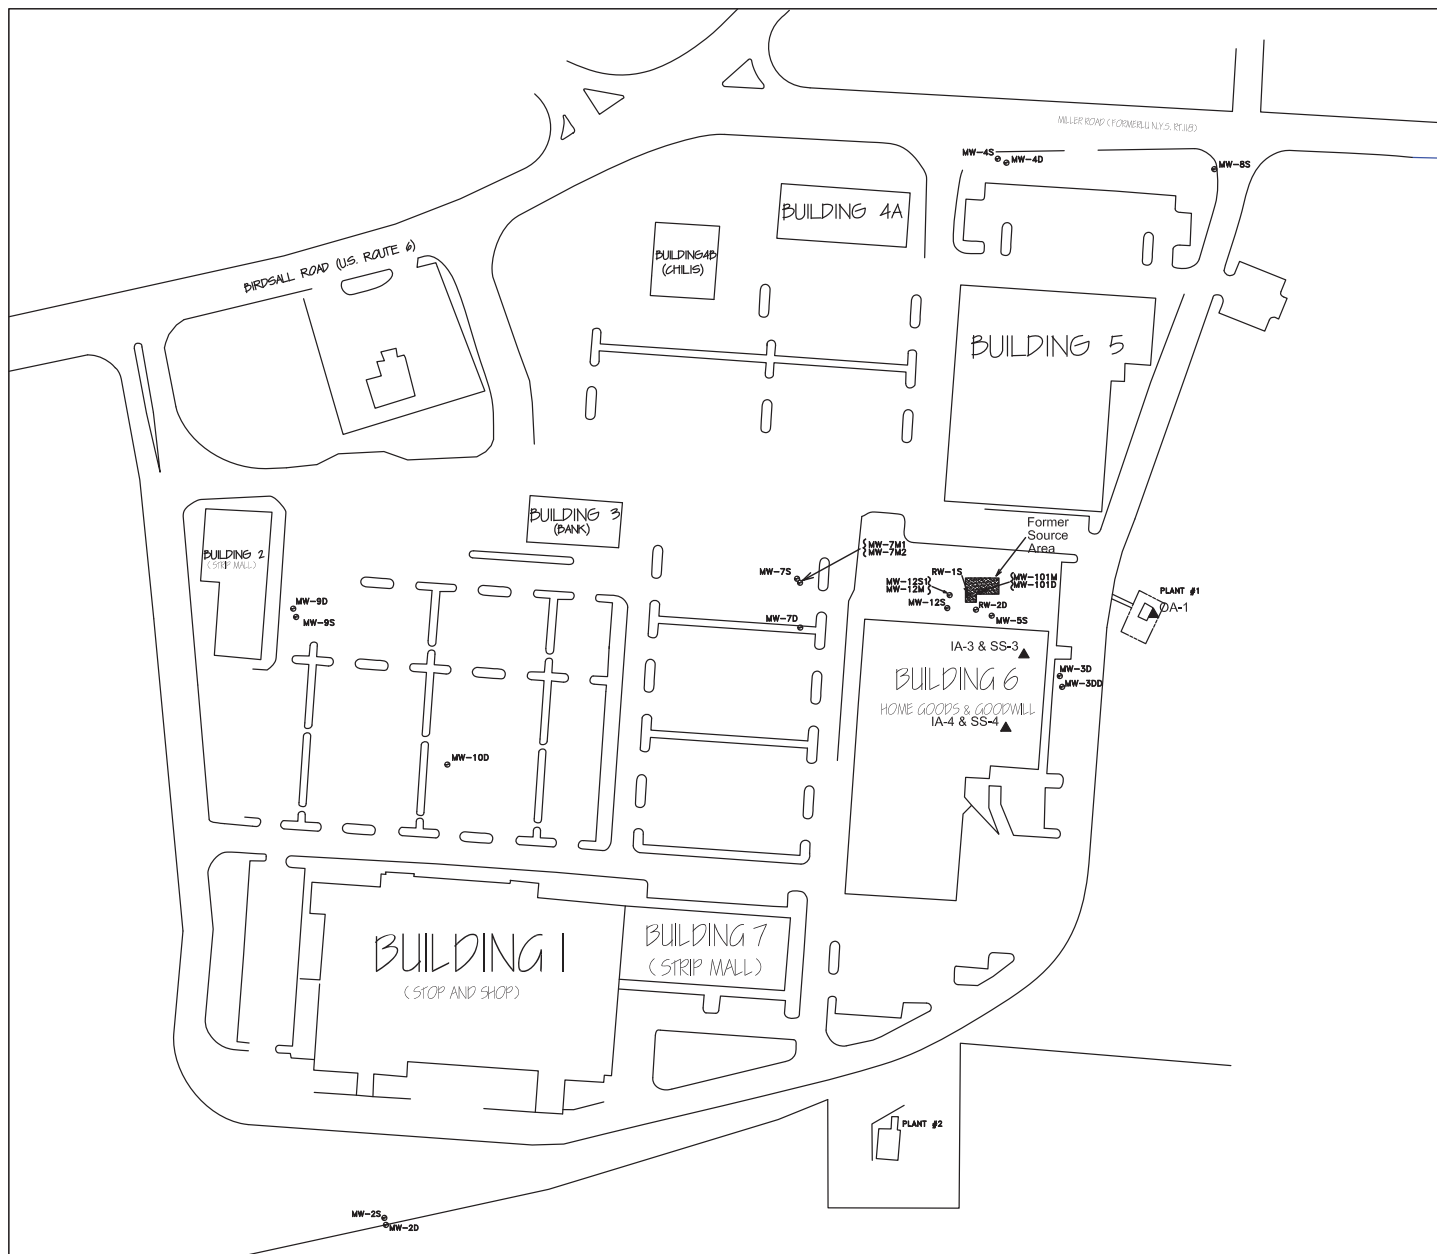 MILLER ROAD (FORMERLU N.Y.S. RT.118)
MW-4S
MW-4D
MW-8S
BUILDING 4A
BUILDING4B
(CHILIS)
BIRDSALL ROAD (U.S. ROUTE 6)
BUILDING 5
BUILDING 3
(BANK)
Former
Source
Area
BUILDING 2
(STRIP MALL)
MW-7M1
MW-7M2
MW-7S
RW-1S
MW-12S1
MW-12M
MW-101M
MW-101D
PLANT #1
OA-1
MW-9D
MW-9S
MW-12S
RW-2D
MW-5S
MW-7D
IA-3 & SS-3
MW-3D
MW-3DD
BUILDING 6
HOME GOODS & GOODWILL
IA-4 & SS-4
MW-10D
BUILDING 1
(STOP AND SHOP)
BUILDING 7
(STRIP MALL)
PLANT #2
MW-2S
MW-2D